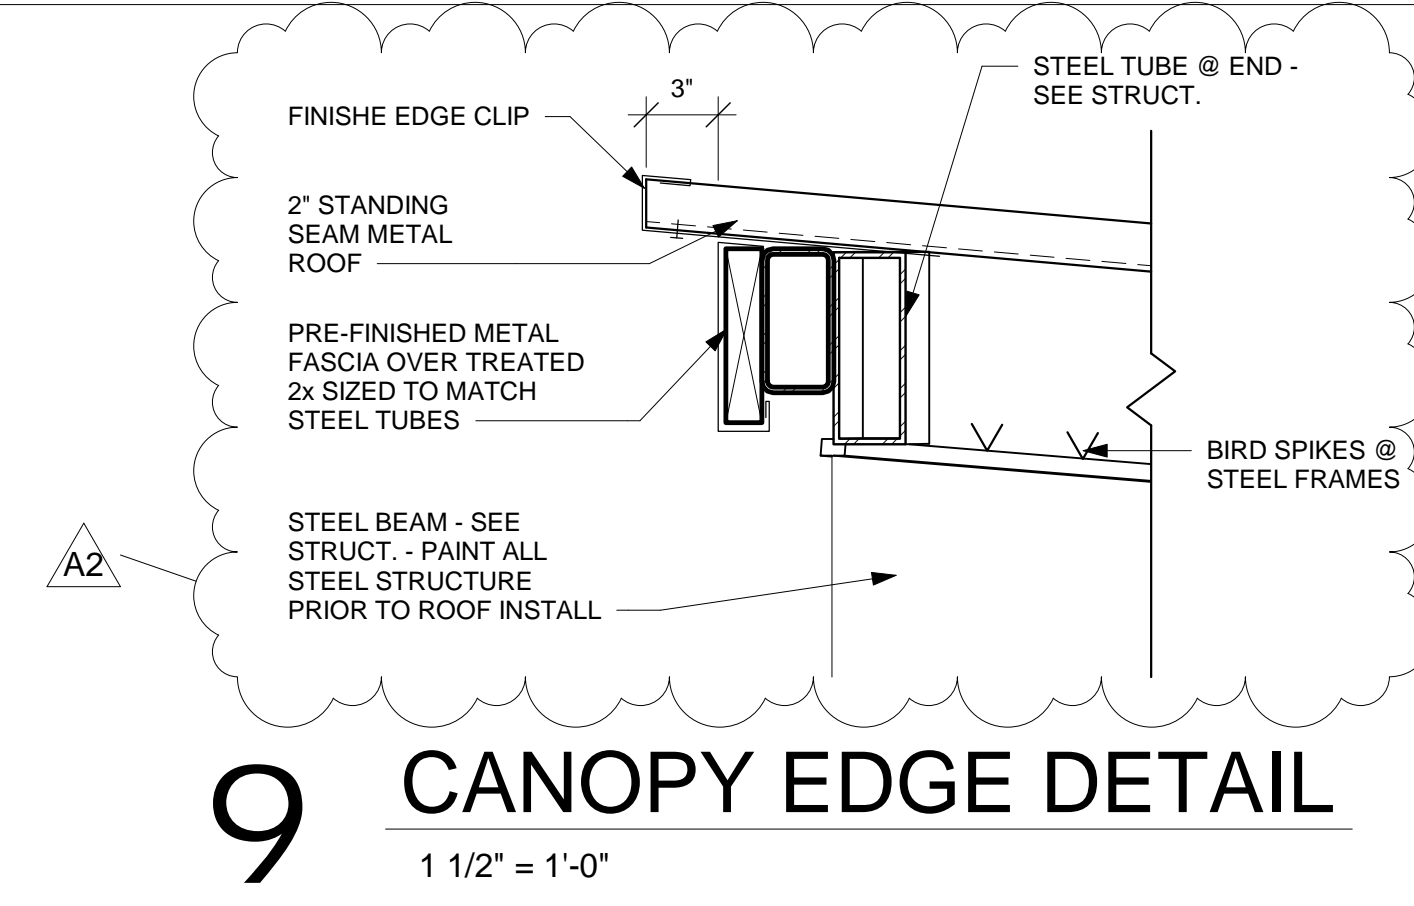 3"
STEEL TUBE @ END -
SEE STRUCT.
FINISHE EDGE CLIP
2" STANDING
SEAM METAL
ROOF
PRE-FINISHED METAL
FASCIA OVER TREATED
2x SIZED TO MATCH
STEEL TUBES
BIRD SPIKES @
STEEL FRAMES
STEEL BEAM - SEE
STRUCT. - PAINT ALL
STEEL STRUCTURE
PRIOR TO ROOF INSTALL
A2
9
CANOPY EDGE DETAIL
1 1/2" = 1'-0"